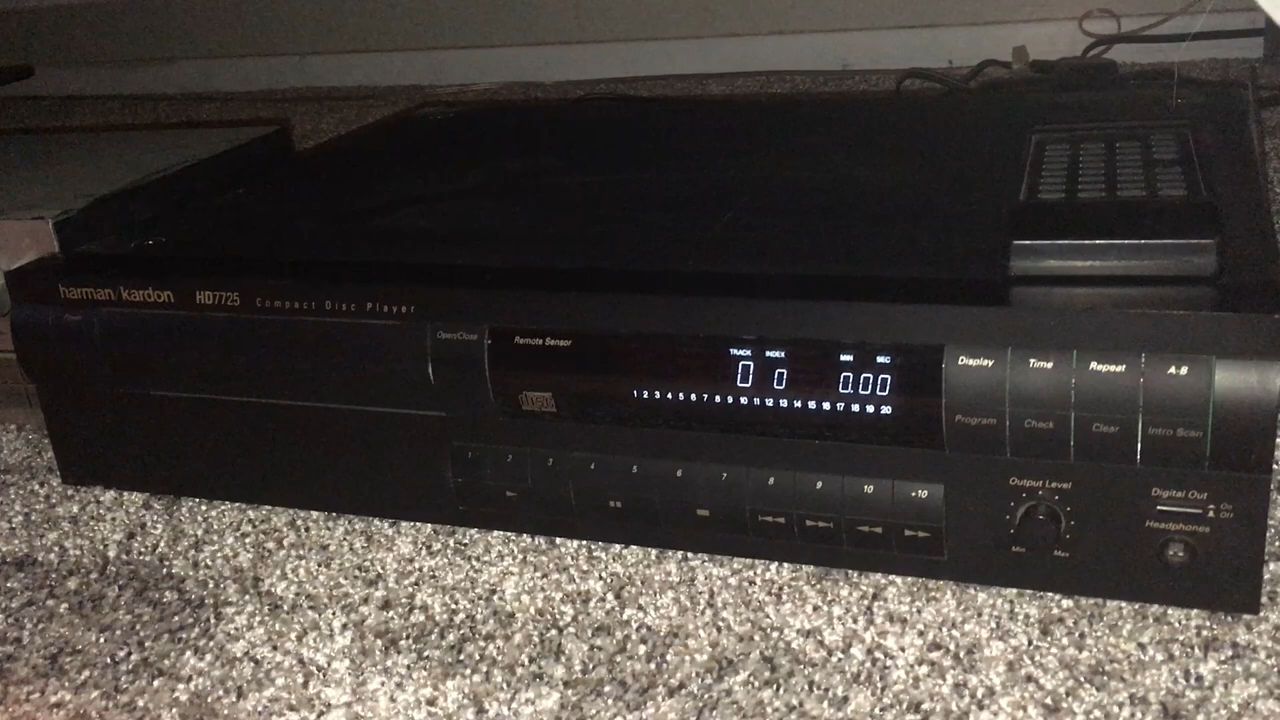 harman/kardon HD7725 Compact Disc Player
Power
Open/Close
Remote Sensor
TRACK INDEX MIN SEC
0 0 0.00
1 2 3 4 5 6 7 8 9 10 11 12 13 14 15 16 17 18 19 20
disc
Display Time Repeat A-B
Program Check Clear Intro Scan
1 2 3 4 5 6 7 8 9 10 +10
Output Level
Min Max
Digital Out
On
Off
Headphones